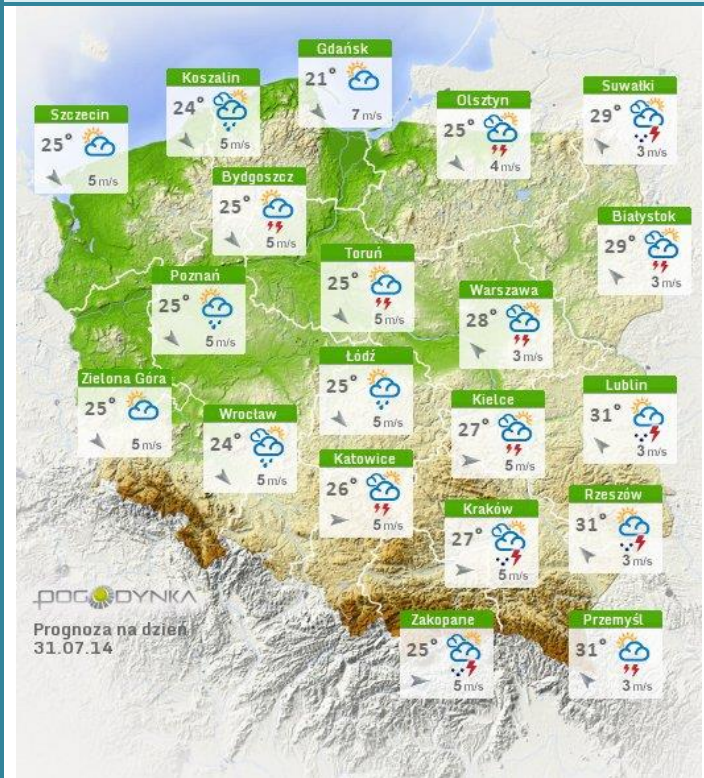 Gdańsk
21°
7 m/s
Koszalin
24°
5 m/s
Suwałki
29°
3 m/s
Olsztyn
25°
4 m/s
Szczecin
25°
5 m/s
Bydgoszcz
25°
5 m/s
Białystok
29°
3 m/s
Toruń
25°
5 m/s
Poznań
25°
5 m/s
Warszawa
28°
3 m/s
Łódź
25°
5 m/s
Zielona Góra
25°
5 m/s
Lublin
31°
3 m/s
Kielce
27°
5 m/s
Wrocław
24°
5 m/s
Katowice
26°
5 m/s
Rzeszów
31°
3 m/s
Kraków
27°
5 m/s
POGODYNKA
Prognoza na dzień
31.07.14
Zakopane
25°
5 m/s
Przemyśl
31°
3 m/s